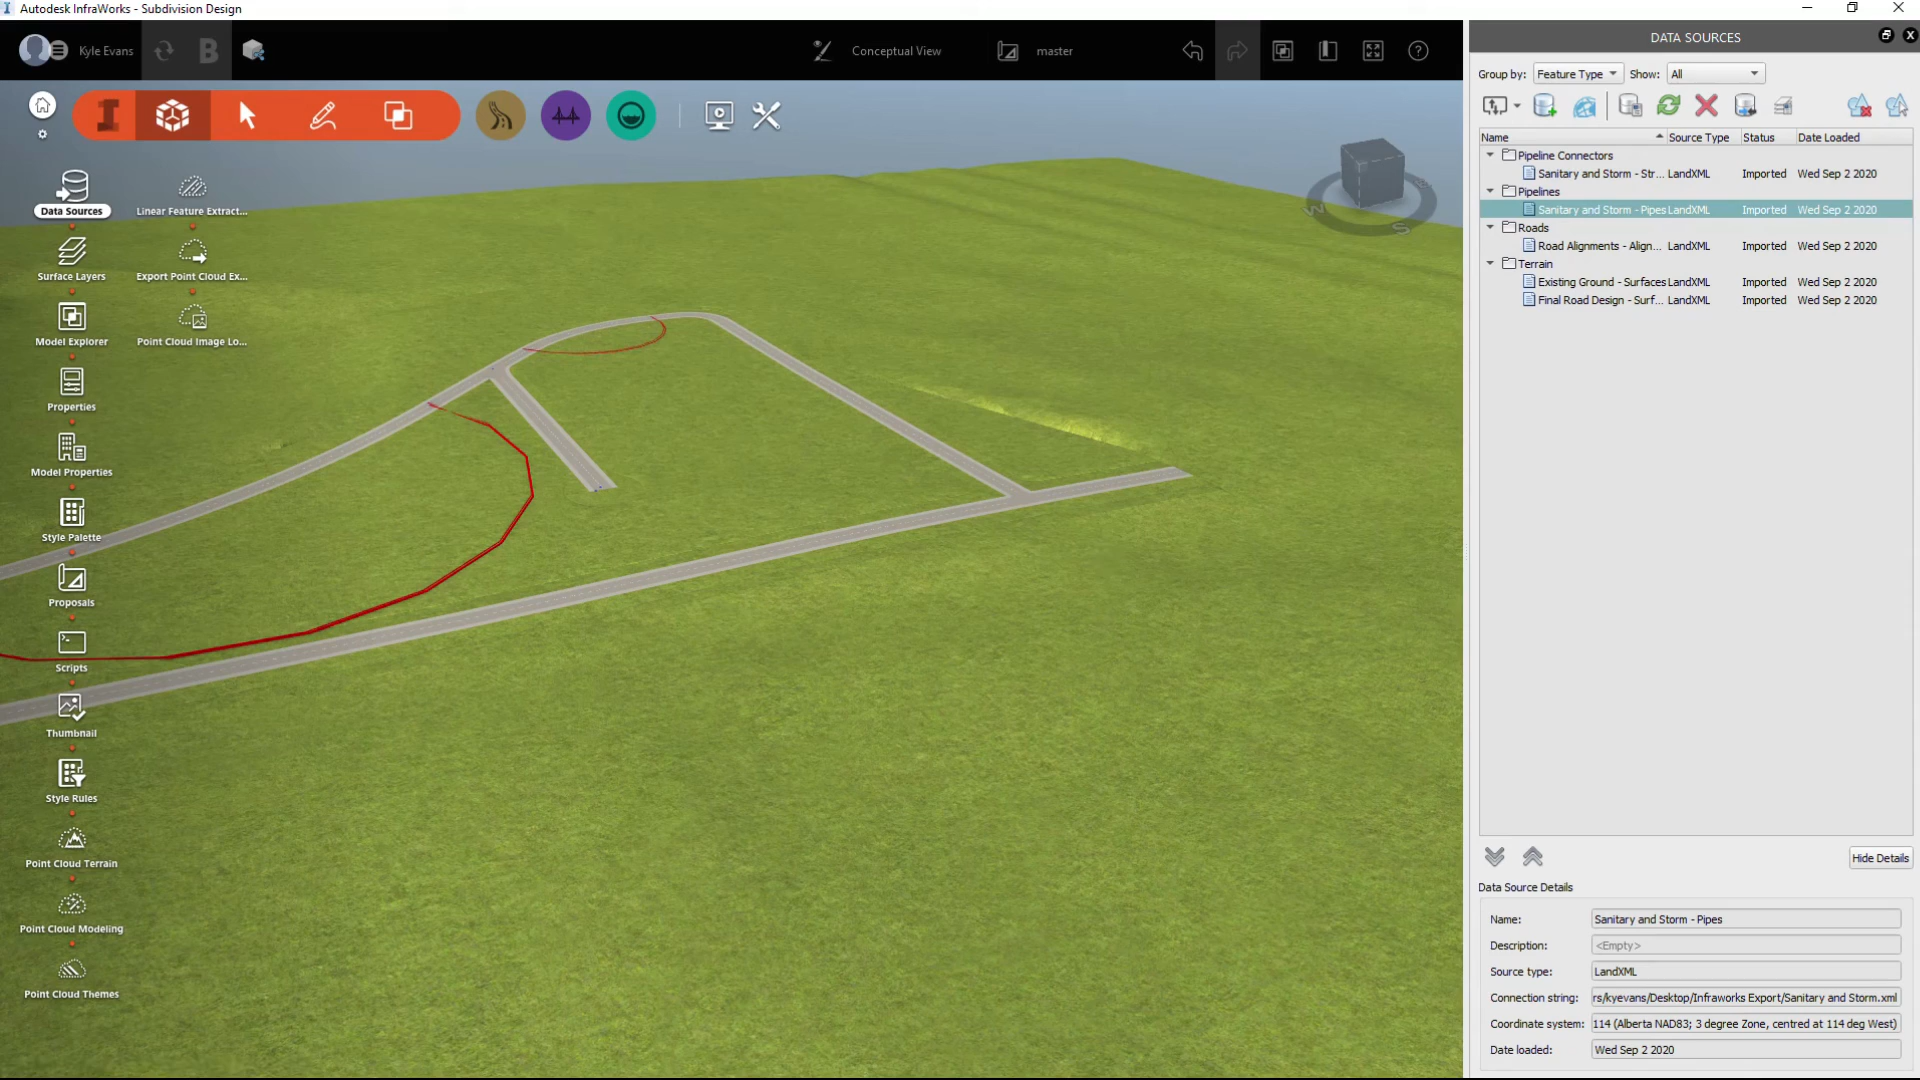 Autodesk InfraWorks - Subdivision Design
Kyle Evans
B
Conceptual View
master
?
DATA SOURCES
Group by: Feature Type Show: All
Name Source Type Status Date Loaded
Pipeline Connectors
Sanitary and Storm - Str... LandXML Imported Wed Sep 2 2020
Pipelines
Sanitary and Storm - Pipes LandXML Imported Wed Sep 2 2020
Roads
Road Alignments - Align... LandXML Imported Wed Sep 2 2020
Terrain
Existing Ground - Surfaces LandXML Imported Wed Sep 2 2020
Final Road Design - Surf... LandXML Imported Wed Sep 2 2020
Data Sources
Linear Feature Extract...
Surface Layers
Export Point Cloud Ex...
Model Explorer
Point Cloud Image Lo...
Properties
Model Properties
Style Palette
Proposals
Scripts
Thumbnail
Style Rules
Point Cloud Terrain
Point Cloud Modeling
Point Cloud Themes
W
S
Hide Details
Data Source Details
Name: Sanitary and Storm - Pipes
Description: <Empty>
Source type: LandXML
Connection string: rs/kyevans/Desktop/Infraworks Export/Sanitary and Storm.xml
Coordinate system: 114 (Alberta NAD83; 3 degree Zone, centred at 114 deg West)
Date loaded: Wed Sep 2 2020